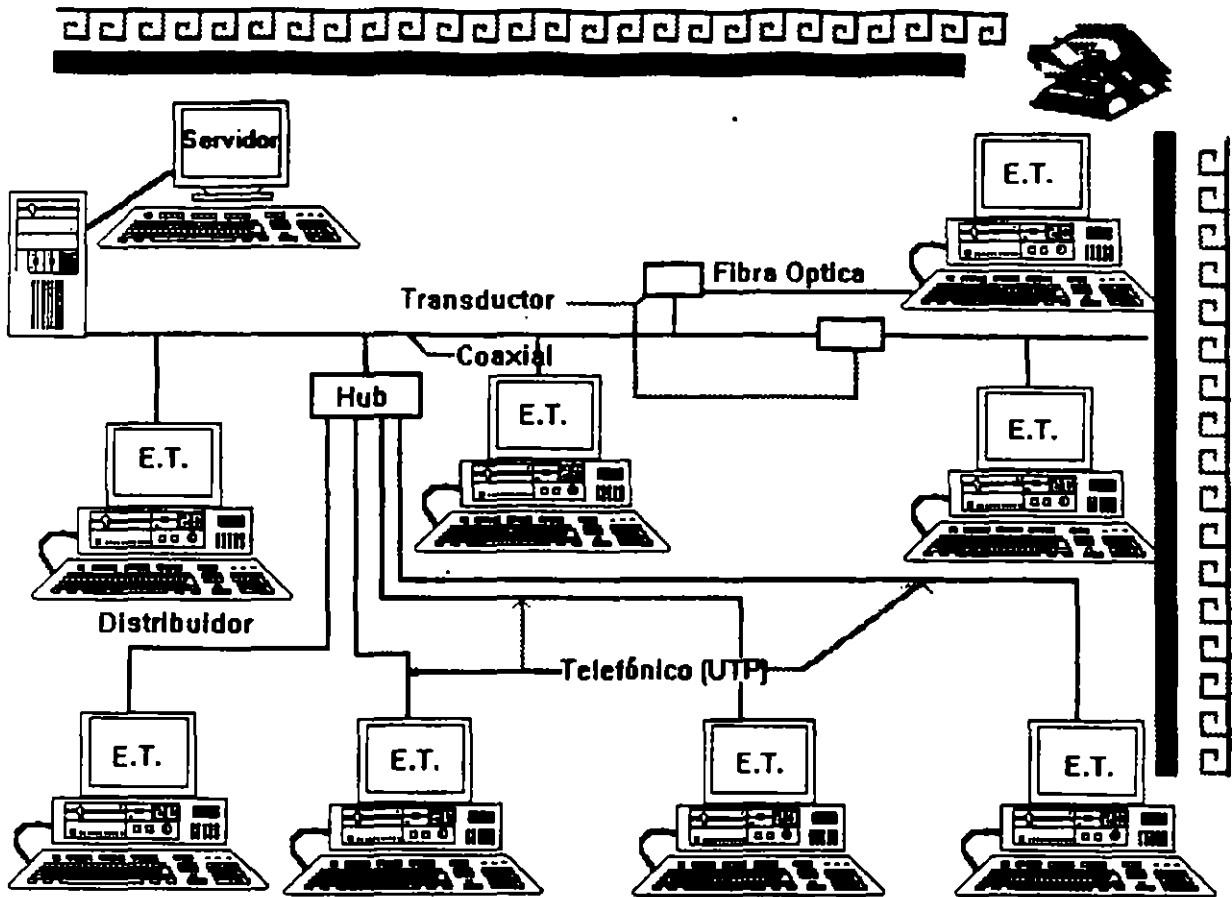 Servidor
E.T.
Fibra Optica
Transductor
Coaxial
Hub
E.T.
E.T.
E.T.
Distribuidor
Telefónico (UTP)
E.T.
E.T.
E.T.
E.T.